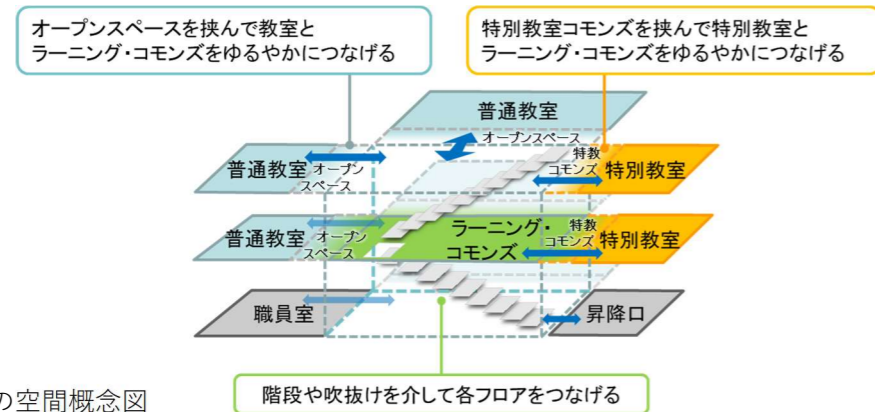 オープンスペースを挟んで教室と
ラーニング・コモンズをゆるやかにつなげる
特別教室コモンズを挟んで特別教室と
ラーニング・コモンズをゆるやかにつなげる
普通教室
オープンスペース
普通教室
オープン
スペース
特教
コモンズ
特別教室
普通教室
オープン
スペース
ラーニング・
コモンズ
特教
コモンズ
特別教室
職員室
昇降口
階段や吹抜けを介して各フロアをつなげる
の空間概念図